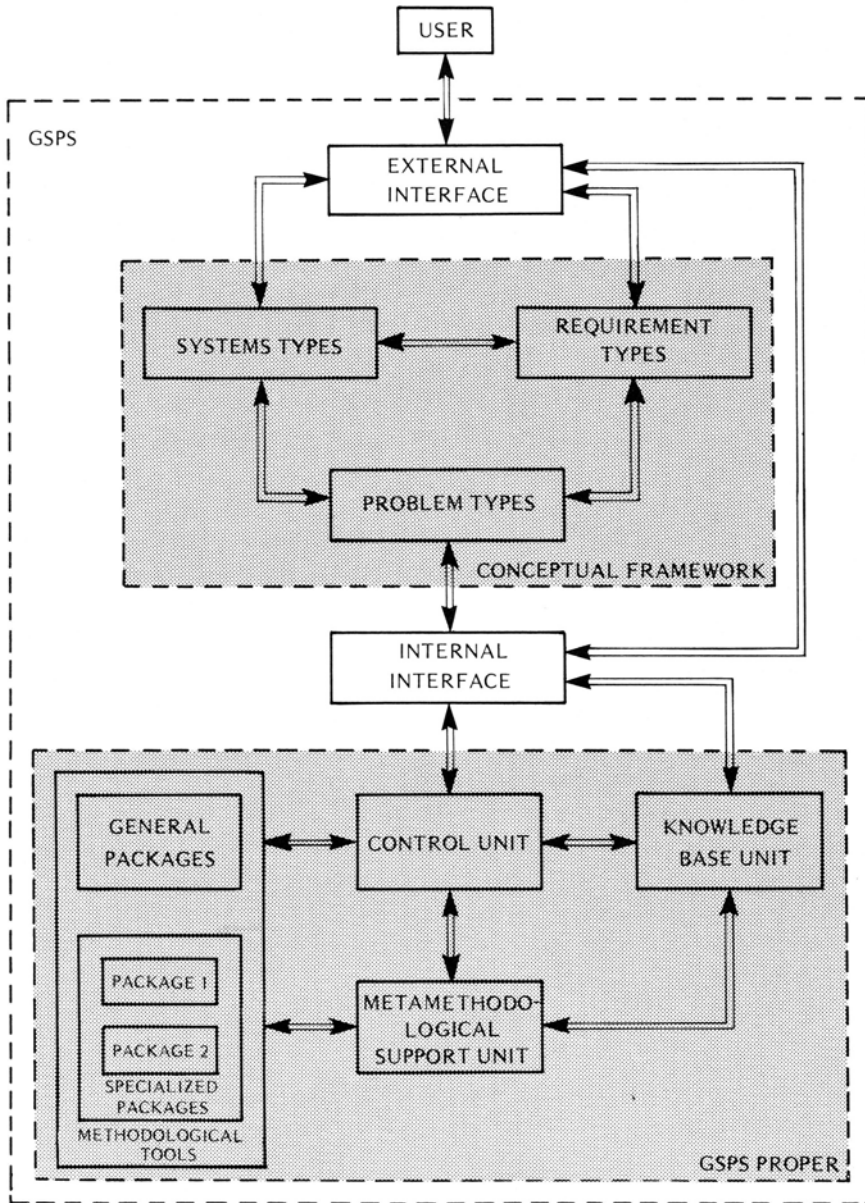 USER
GSPS
EXTERNAL
INTERFACE
SYSTEMS TYPES
REQUIREMENT
TYPES
PROBLEM TYPES
CONCEPTUAL FRAMEWORK
INTERNAL
INTERFACE
GENERAL
PACKAGES
CONTROL UNIT
KNOWLEDGE
BASE UNIT
PACKAGE 1
PACKAGE 2
SPECIALIZED
PACKAGES
METHODOLOGICAL
TOOLS
METAMETHODO-
LOGICAL
SUPPORT UNIT
GSPS PROPER